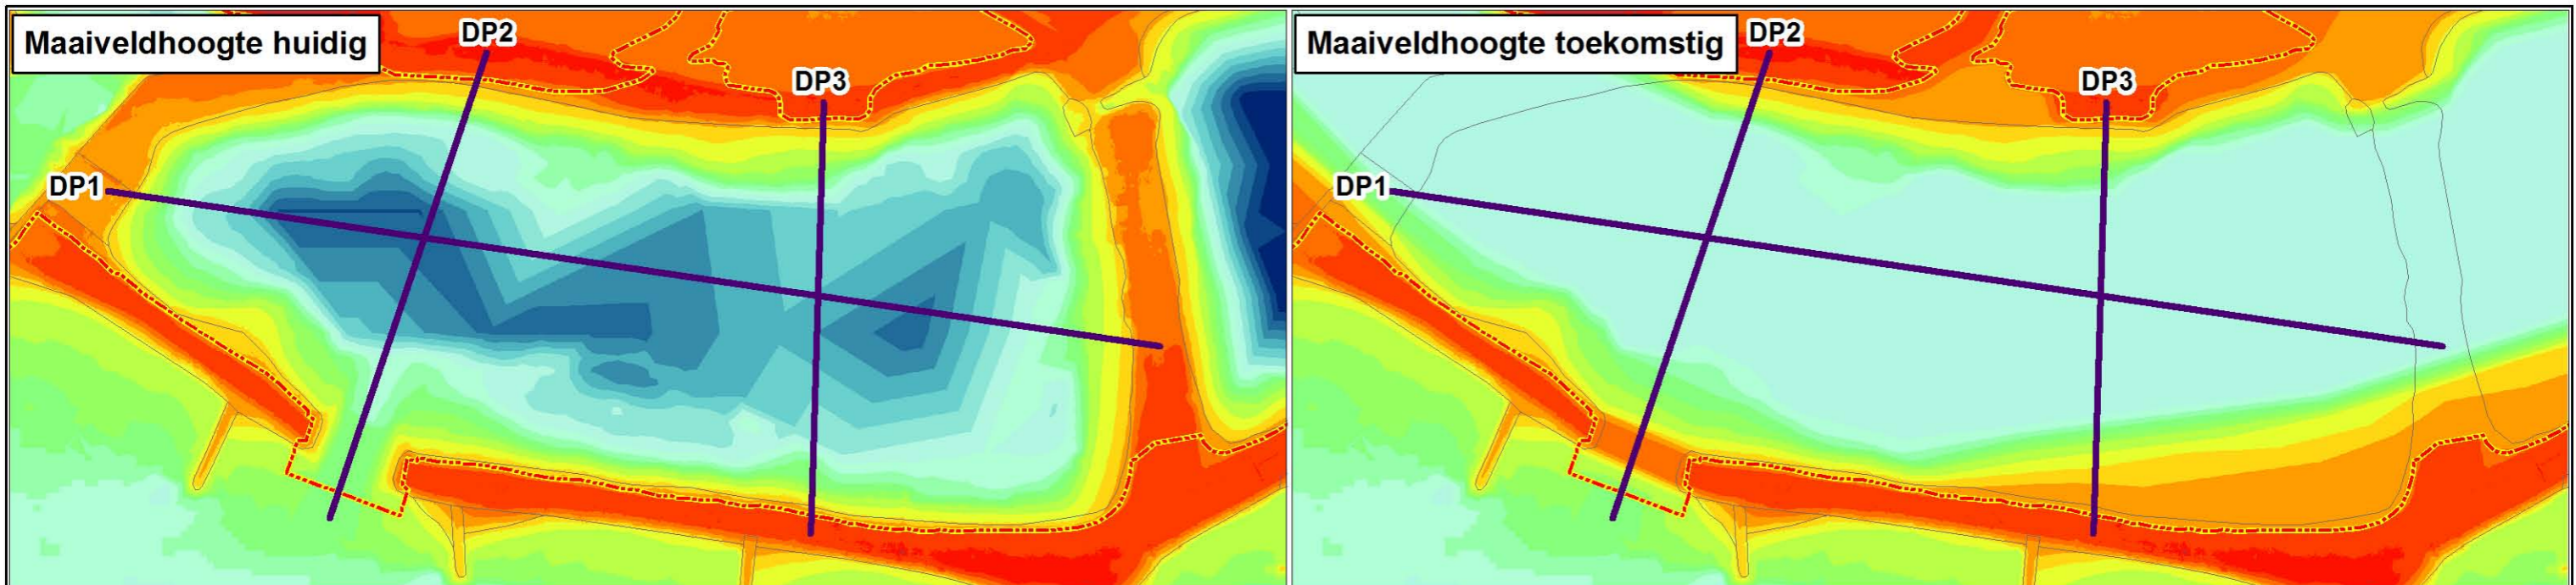 Maaiveldhoogte huidig
DP2
DP3
DP1
Maaiveldhoogte toekomstig
DP2
DP3
DP1